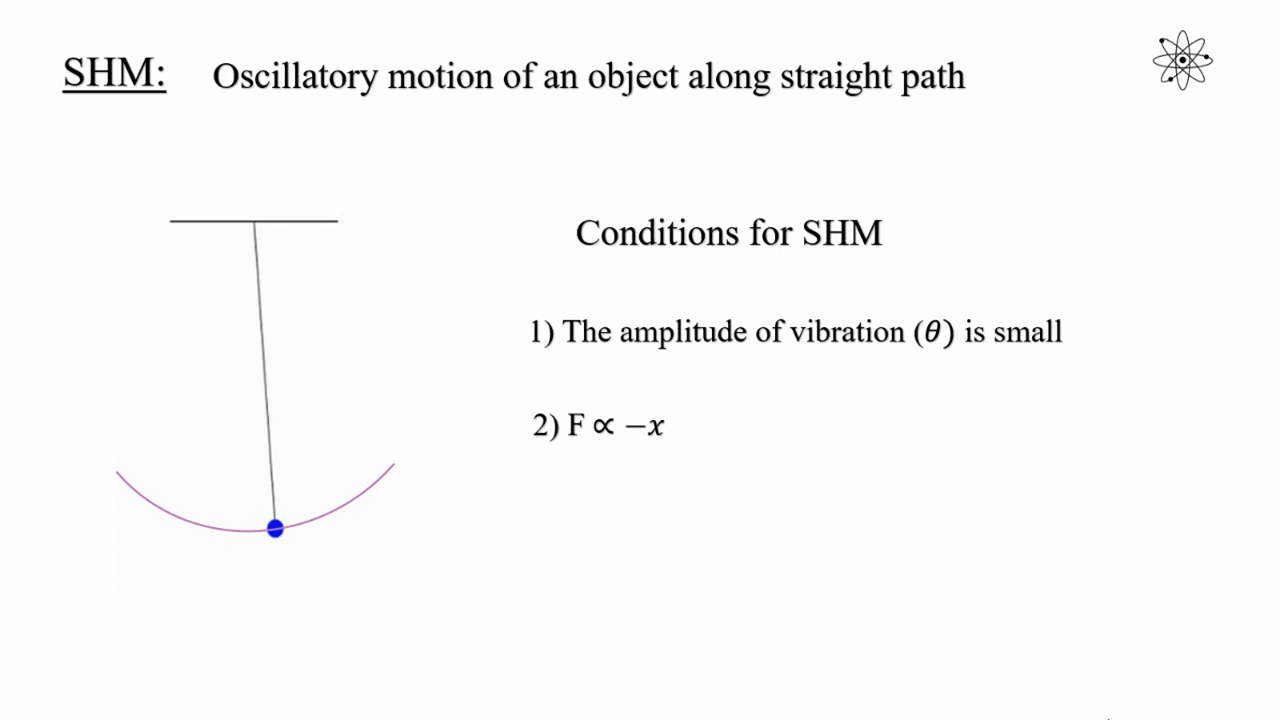 SHM: Oscillatory motion of an object along straight path
Conditions for SHM
1) The amplitude of vibration (𝜃) is small
2) F ∝ −𝑥